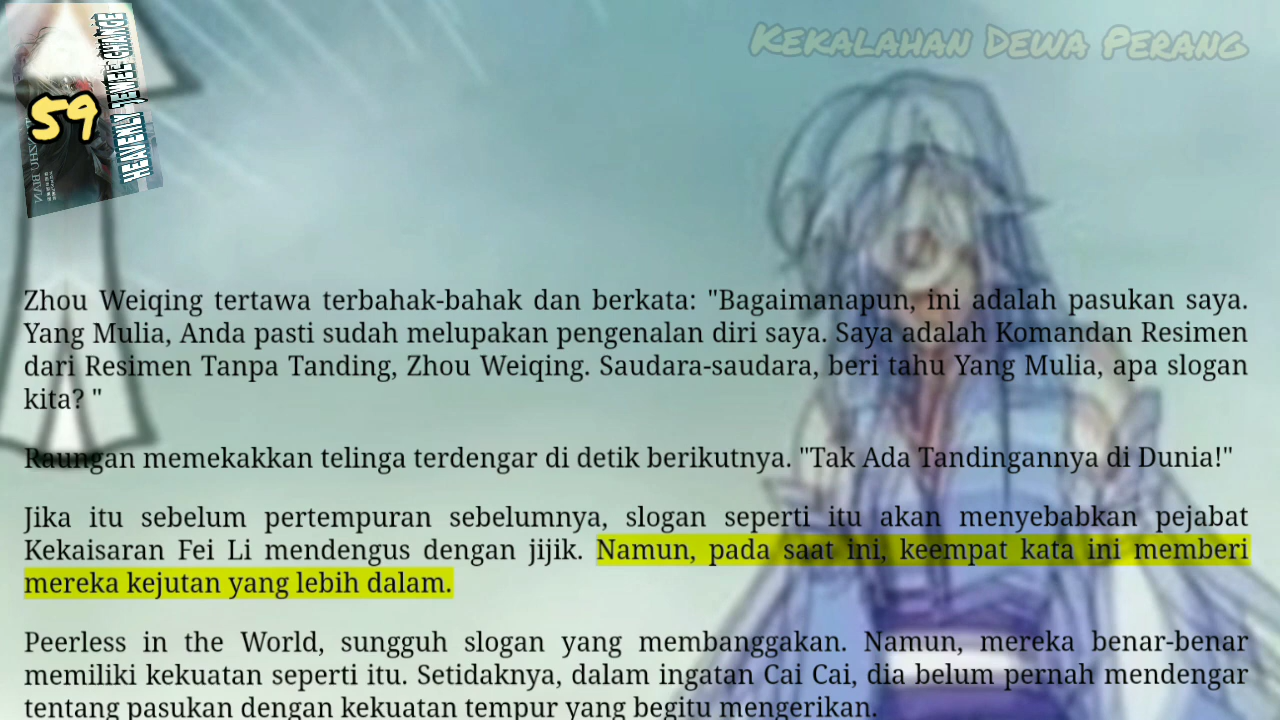 Kekalahan Dewa Perang
59
HEAVENLY JEWEL CHANGE
Zhou Weiqing tertawa terbahak-bahak dan berkata: "Bagaimanapun, ini adalah pasukan saya.
Yang Mulia, Anda pasti sudah melupakan pengenalan diri saya. Saya adalah Komandan Resimen
dari Resimen Tanpa Tanding, Zhou Weiqing. Saudara-saudara, beri tahu Yang Mulia, apa slogan
kita? "
Raungan memekakkan telinga terdengar di detik berikutnya. "Tak Ada Tandingannya di Dunia!"
Jika itu sebelum pertempuran sebelumnya, slogan seperti itu akan menyebabkan pejabat
Kekaisaran Fei Li mendengus dengan jijik. Namun, pada saat ini, keempat kata ini memberi
mereka kejutan yang lebih dalam.
Peerless in the World, sungguh slogan yang membanggakan. Namun, mereka benar-benar
memiliki kekuatan seperti itu. Setidaknya, dalam ingatan Cai Cai, dia belum pernah mendengar
tentang pasukan dengan kekuatan tempur yang begitu mengerikan.